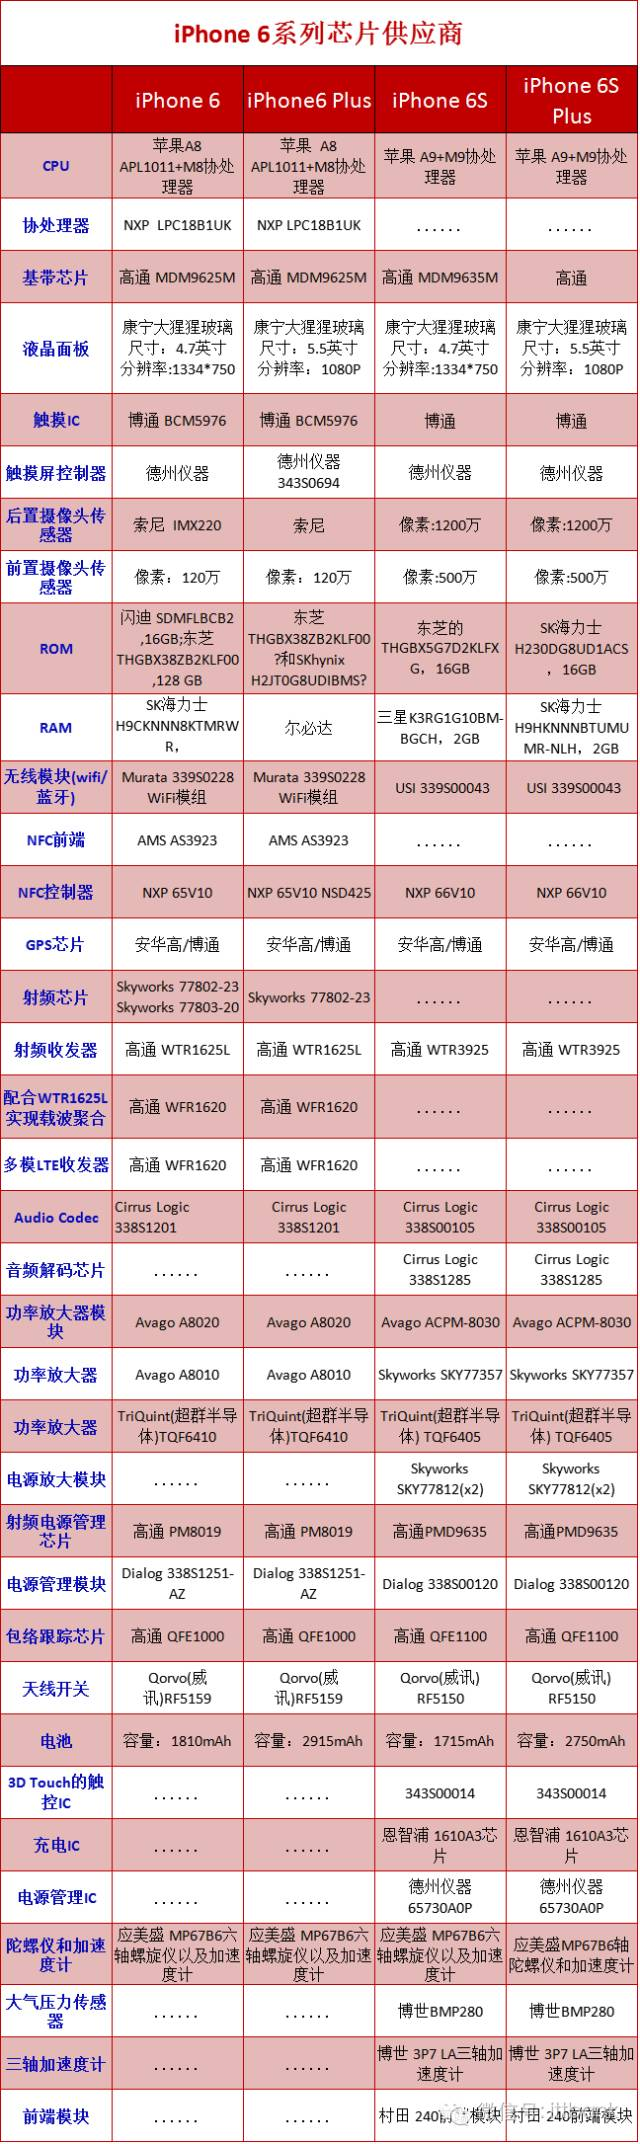 iPhone 6系列芯片供应商
iPhone 6 iPhone6 Plus iPhone 6S iPhone 6S Plus
CPU 苹果A8 APL1011+M8协处理器 苹果 A8 APL1011+M8协处理器 苹果 A9+M9协处理器 苹果 A9+M9协处理器
协处理器 NXP LPC18B1UK NXP LPC18B1UK ...... ......
基带芯片 高通 MDM9625M 高通 MDM9625M 高通 MDM9635M 高通
液晶面板 康宁大猩猩玻璃 尺寸：4.7英寸 分辨率:1334*750 康宁大猩猩玻璃 尺寸：5.5英寸 分辨率：1080P 康宁大猩猩玻璃 尺寸：4.7英寸 分辨率:1334*750 康宁大猩猩玻璃 尺寸：5.5英寸 分辨率：1080P
触摸IC 博通 BCM5976 博通 BCM5976 博通 博通
触摸屏控制器 德州仪器 德州仪器 343S0694 德州仪器 德州仪器
后置摄像头传感器 索尼 IMX220 索尼 像素:1200万 像素:1200万
前置摄像头传感器 像素：120万 像素：120万 像素:500万 像素:500万
ROM 闪迪 SDMFLBCB2,16GB;东芝 THGBX38ZB2KLF00,128 GB 东芝 THGBX38ZB2KLF00?和SKhynix H2JT0G8UDIBMS? 东芝的 THGBX5G7D2KLFXG，16GB SK海力士 H230DG8UD1ACS，16GB
RAM SK海力士 H9CKNNN8KTMRWR， 尔必达 三星K3RG1G10BM-BGCH，2GB SK海力士 H9HKNNNBTUMUMR-NLH，2GB
无线模块(wifi/蓝牙) Murata 339S0228 WiFi模组 Murata 339S0228 WiFi模组 USI 339S00043 USI 339S00043
NFC前端 AMS AS3923 AMS AS3923 ...... ......
NFC控制器 NXP 65V10 NXP 65V10 NSD425 NXP 66V10 NXP 66V10
GPS芯片 安华高/博通 安华高/博通 安华高/博通 安华高/博通
射频芯片 Skyworks 77802-23 Skyworks 77803-20 Skyworks 77802-23 ...... ......
射频收发器 高通 WTR1625L 高通 WTR1625L 高通 WTR3925 高通 WTR3925
配合WTR1625L实现载波聚合 高通 WFR1620 高通 WFR1620 ...... ......
多模LTE收发器 高通 WFR1620 高通 WFR1620 ...... ......
Audio Codec Cirrus Logic 338S1201 Cirrus Logic 338S1201 Cirrus Logic 338S00105 Cirrus Logic 338S00105
音频解码芯片 ...... ...... Cirrus Logic 338S1285 Cirrus Logic 338S1285
功率放大器模块 Avago A8020 Avago A8020 Avago ACPM-8030 Avago ACPM-8030
功率放大器 Avago A8010 Avago A8010 Skyworks SKY77357 Skyworks SKY77357
功率放大器 TriQuint(超群半导体)TQF6410 TriQuint(超群半导体)TQF6410 TriQuint(超群半导体) TQF6405 TriQuint(超群半导体) TQF6405
电源放大模块 ...... ...... Skyworks SKY77812(x2) Skyworks SKY77812(x2)
射频电源管理芯片 高通 PM8019 高通 PM8019 高通PMD9635 高通PMD9635
电源管理模块 Dialog 338S1251-AZ Dialog 338S1251-AZ Dialog 338S00120 Dialog 338S00120
包络跟踪芯片 高通 QFE1000 高通 QFE1000 高通 QFE1100 高通 QFE1100
天线开关 Qorvo(威讯)RF5159 Qorvo(威讯)RF5159 Qorvo(威讯) RF5150 Qorvo(威讯) RF5150
电池 容量：1810mAh 容量：2915mAh 容量：1715mAh 容量：2750mAh
3D Touch的触控IC ...... ...... 343S00014 343S00014
充电IC ...... ...... 恩智浦 1610A3芯片 恩智浦 1610A3芯片
电源管理IC ...... ...... 德州仪器 65730A0P 德州仪器 65730A0P
陀螺仪和加速度计 应美盛 MP67B6六轴螺旋仪以及加速度计 应美盛 MP67B6六轴螺旋仪以及加速度计 应美盛 MP67B6六轴螺旋仪以及加速度计 应美盛MP67B6轴陀螺仪和加速度计
大气压力传感器 ...... ...... 博世BMP280 博世BMP280
三轴加速度计 ...... ...... 博世 3P7 LA三轴加速度计 博世 3P7 LA三轴加速度计
前端模块 ...... ...... 村田 240前端模块 村田 240前端模块